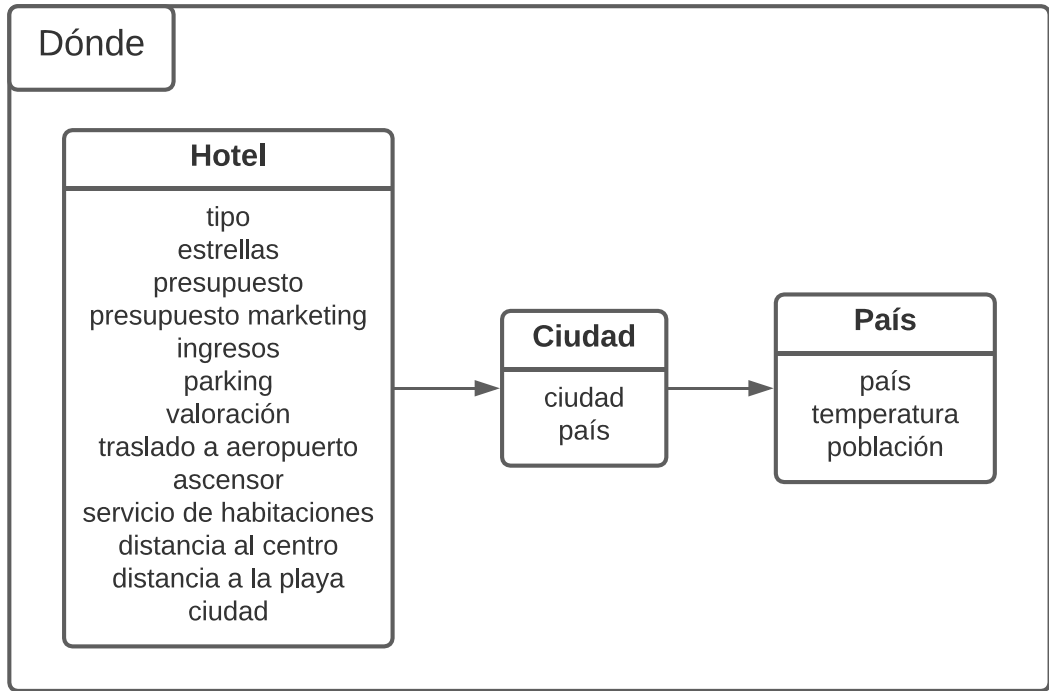 Dónde
Hotel
tipo
estrellas
presupuesto
presupuesto marketing
ingresos
parking
valoración
traslado a aeropuerto
ascensor
servicio de habitaciones
distancia al centro
distancia a la playa
ciudad
Ciudad
ciudad
país
País
país
temperatura
población